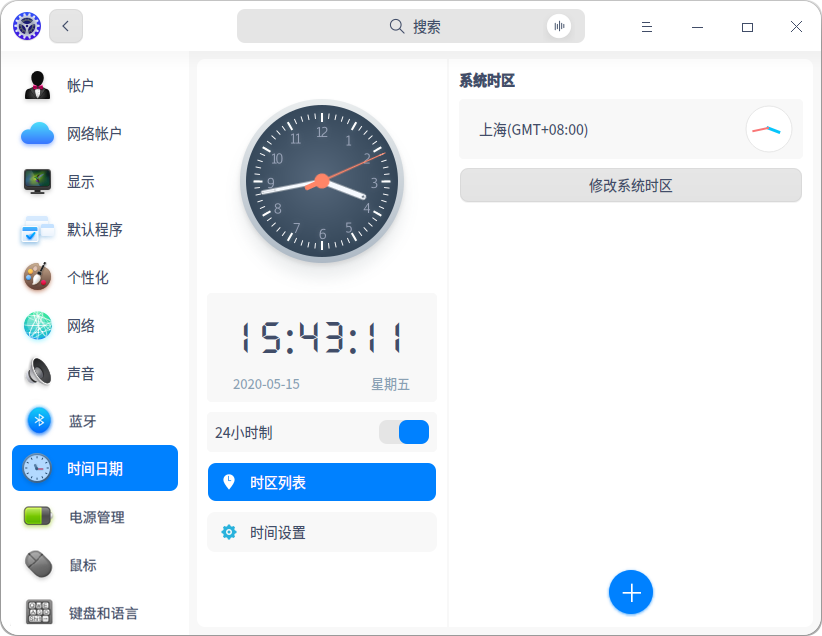 搜索
帐户
网络帐户
显示
默认程序
个性化
网络
声音
蓝牙
时间日期
电源管理
鼠标
键盘和语言
12
1
2
3
4
5
6
7
8
9
10
11
15:43:11
2020-05-15 星期五
24小时制
时区列表
时间设置
系统时区
上海(GMT+08:00)
修改系统时区